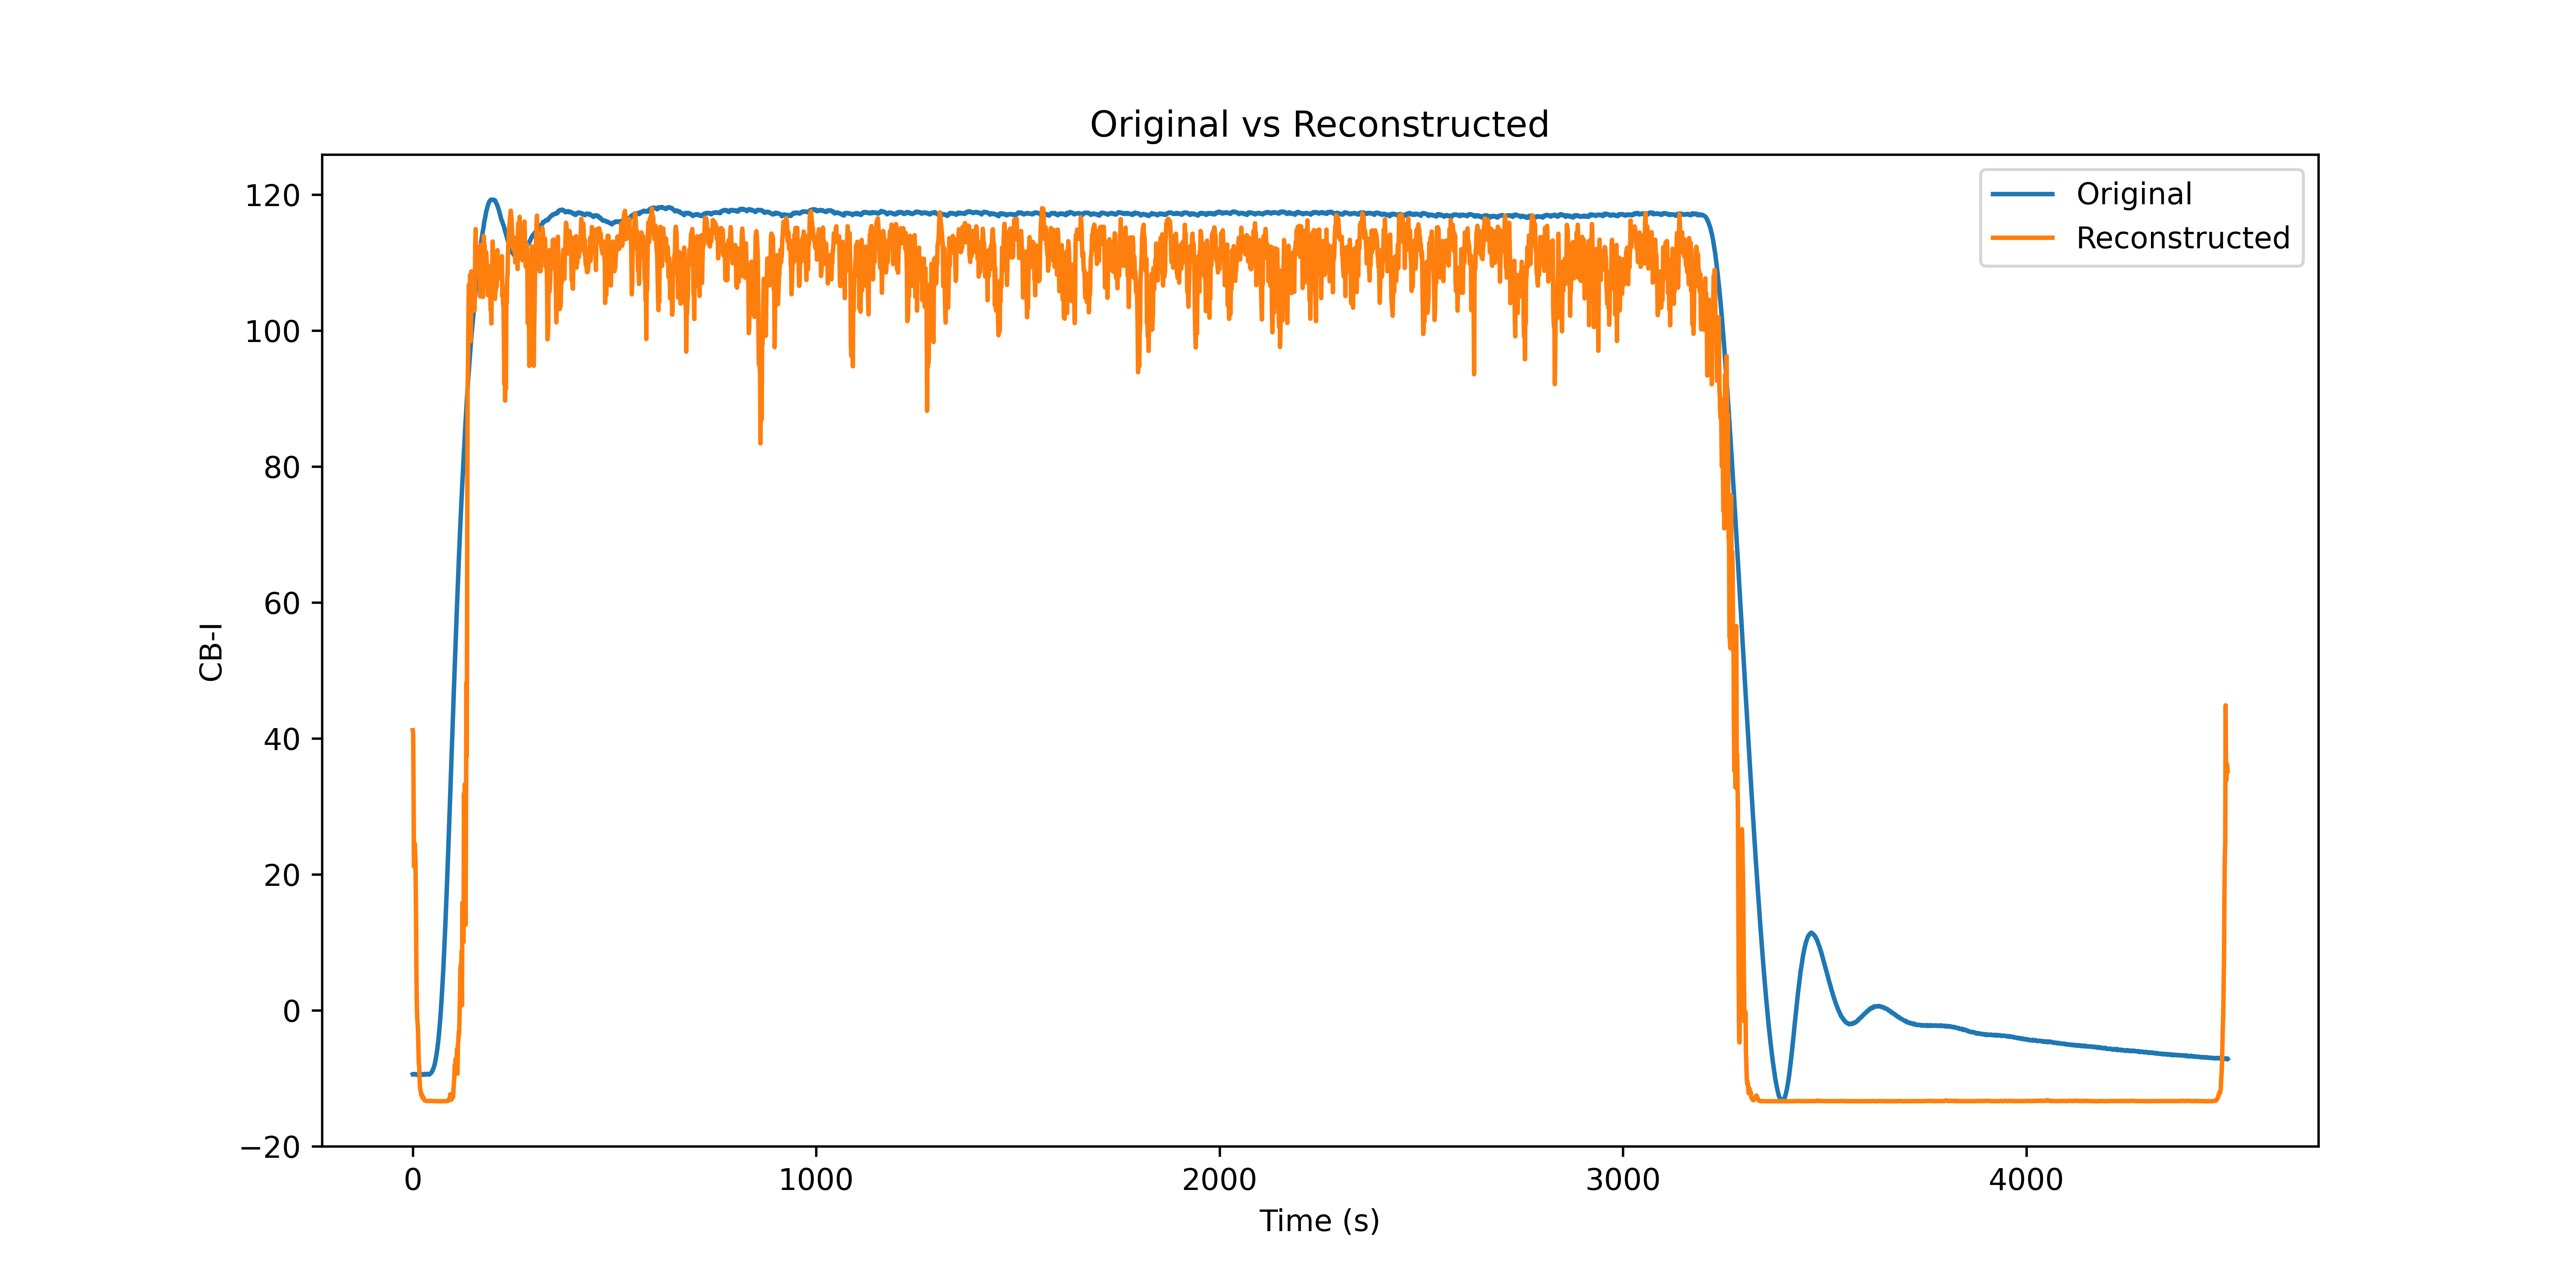 Original vs Reconstructed
Original
Reconstructed
120
100
80
60
40
20
0
−20
CB-I
0
1000
2000
3000
4000
Time (s)